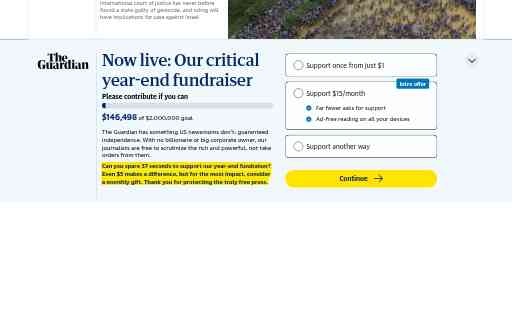 International court of justice has never before
found a state guilty of genocide, and ruling will
have implications for case against Israel
The
Guardian
Now live: Our critical
year-end fundraiser
Please contribute if you can
$146,498 of $2,000,000 goal
The Guardian has something US newsrooms don't: guaranteed
independence. With no billionaire or big corporate owner, our
journalists are free to scrutinize the rich and powerful, not take
orders from them.
Can you spare 37 seconds to support our year-end fundraiser?
Even $5 makes a difference, but for the most impact, consider
a monthly gift. Thank you for protecting the truly free press.
Support once from just $1
Intro offer
Support $15/month
Far fewer asks for support
Ad-free reading on all your devices
Support another way
Continue